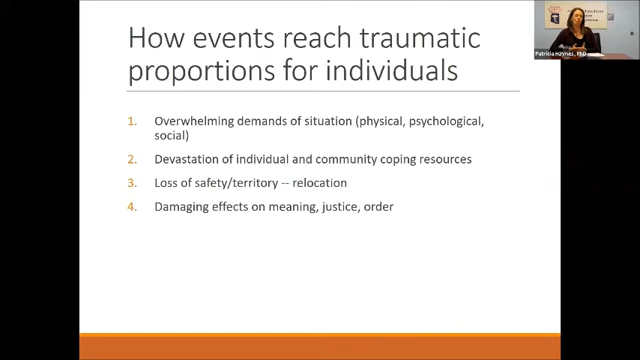 How events reach traumatic
proportions for individuals
1. Overwhelming demands of situation (physical, psychological,
social)
2. Devastation of individual and community coping resources
3. Loss of safety/territory -- relocation
4. Damaging effects on meaning, justice, order
Patricia Haynes, PhD